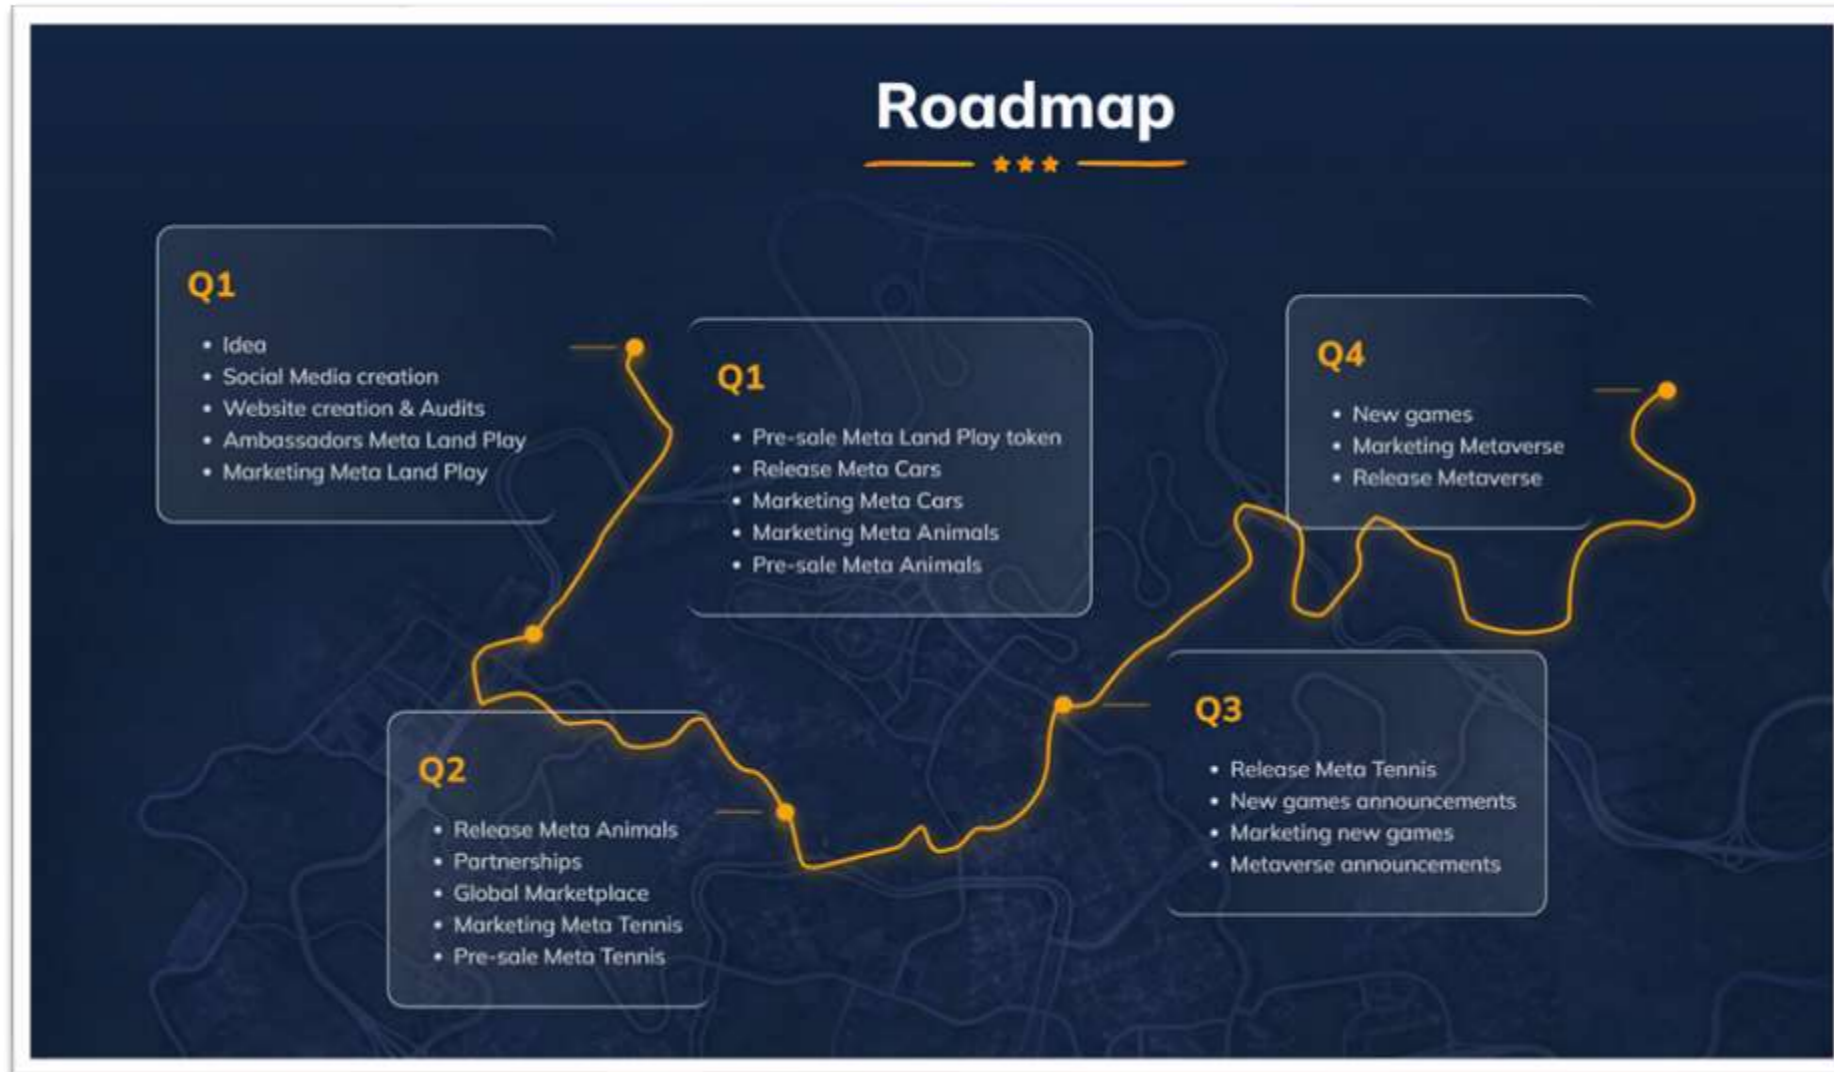 Roadmap
Q1
• Idea
• Social Media creation
• Website creation & Audits
• Ambassadors Meta Land Play
• Marketing Meta Land Play
Q1
• Pre-sale Meta Land Play token
• Release Meta Cars
• Marketing Meta Cars
• Marketing Meta Animals
• Pre-sale Meta Animals
Q2
• Release Meta Animals
• Partnerships
• Global Marketplace
• Marketing Meta Tennis
• Pre-sale Meta Tennis
Q3
• Release Meta Tennis
• New games announcements
• Marketing new games
• Metaverse announcements
Q4
• New games
• Marketing Metaverse
• Release Metaverse